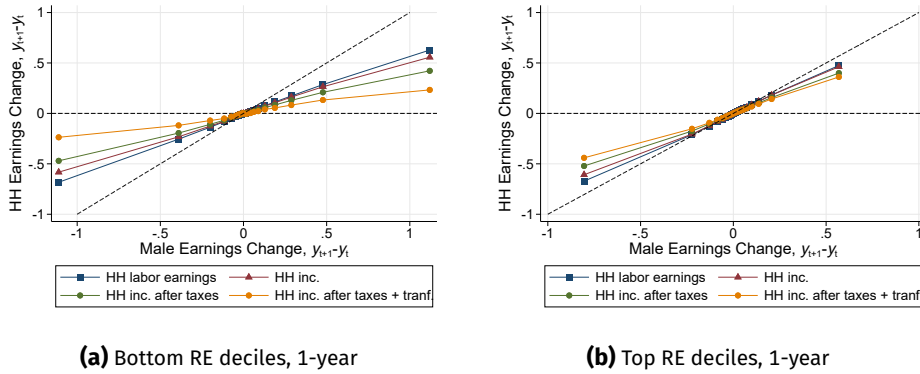 1
.5
0
-.5
-1
HH Earnings Change, yt+1-yt
-1
-.5
0
.5
1
Male Earnings Change, yt+1-yt
HH labor earnings
HH inc.
HH inc. after taxes
HH inc. after taxes + tranf.
(a) Bottom RE deciles, 1-year
1
.5
0
-.5
-1
HH Earnings Change, yt+1-yt
-1
-.5
0
.5
1
Male Earnings Change, yt+1-yt
HH labor earnings
HH inc.
HH inc. after taxes
HH inc. after taxes + tranf
(b) Top RE deciles, 1-year